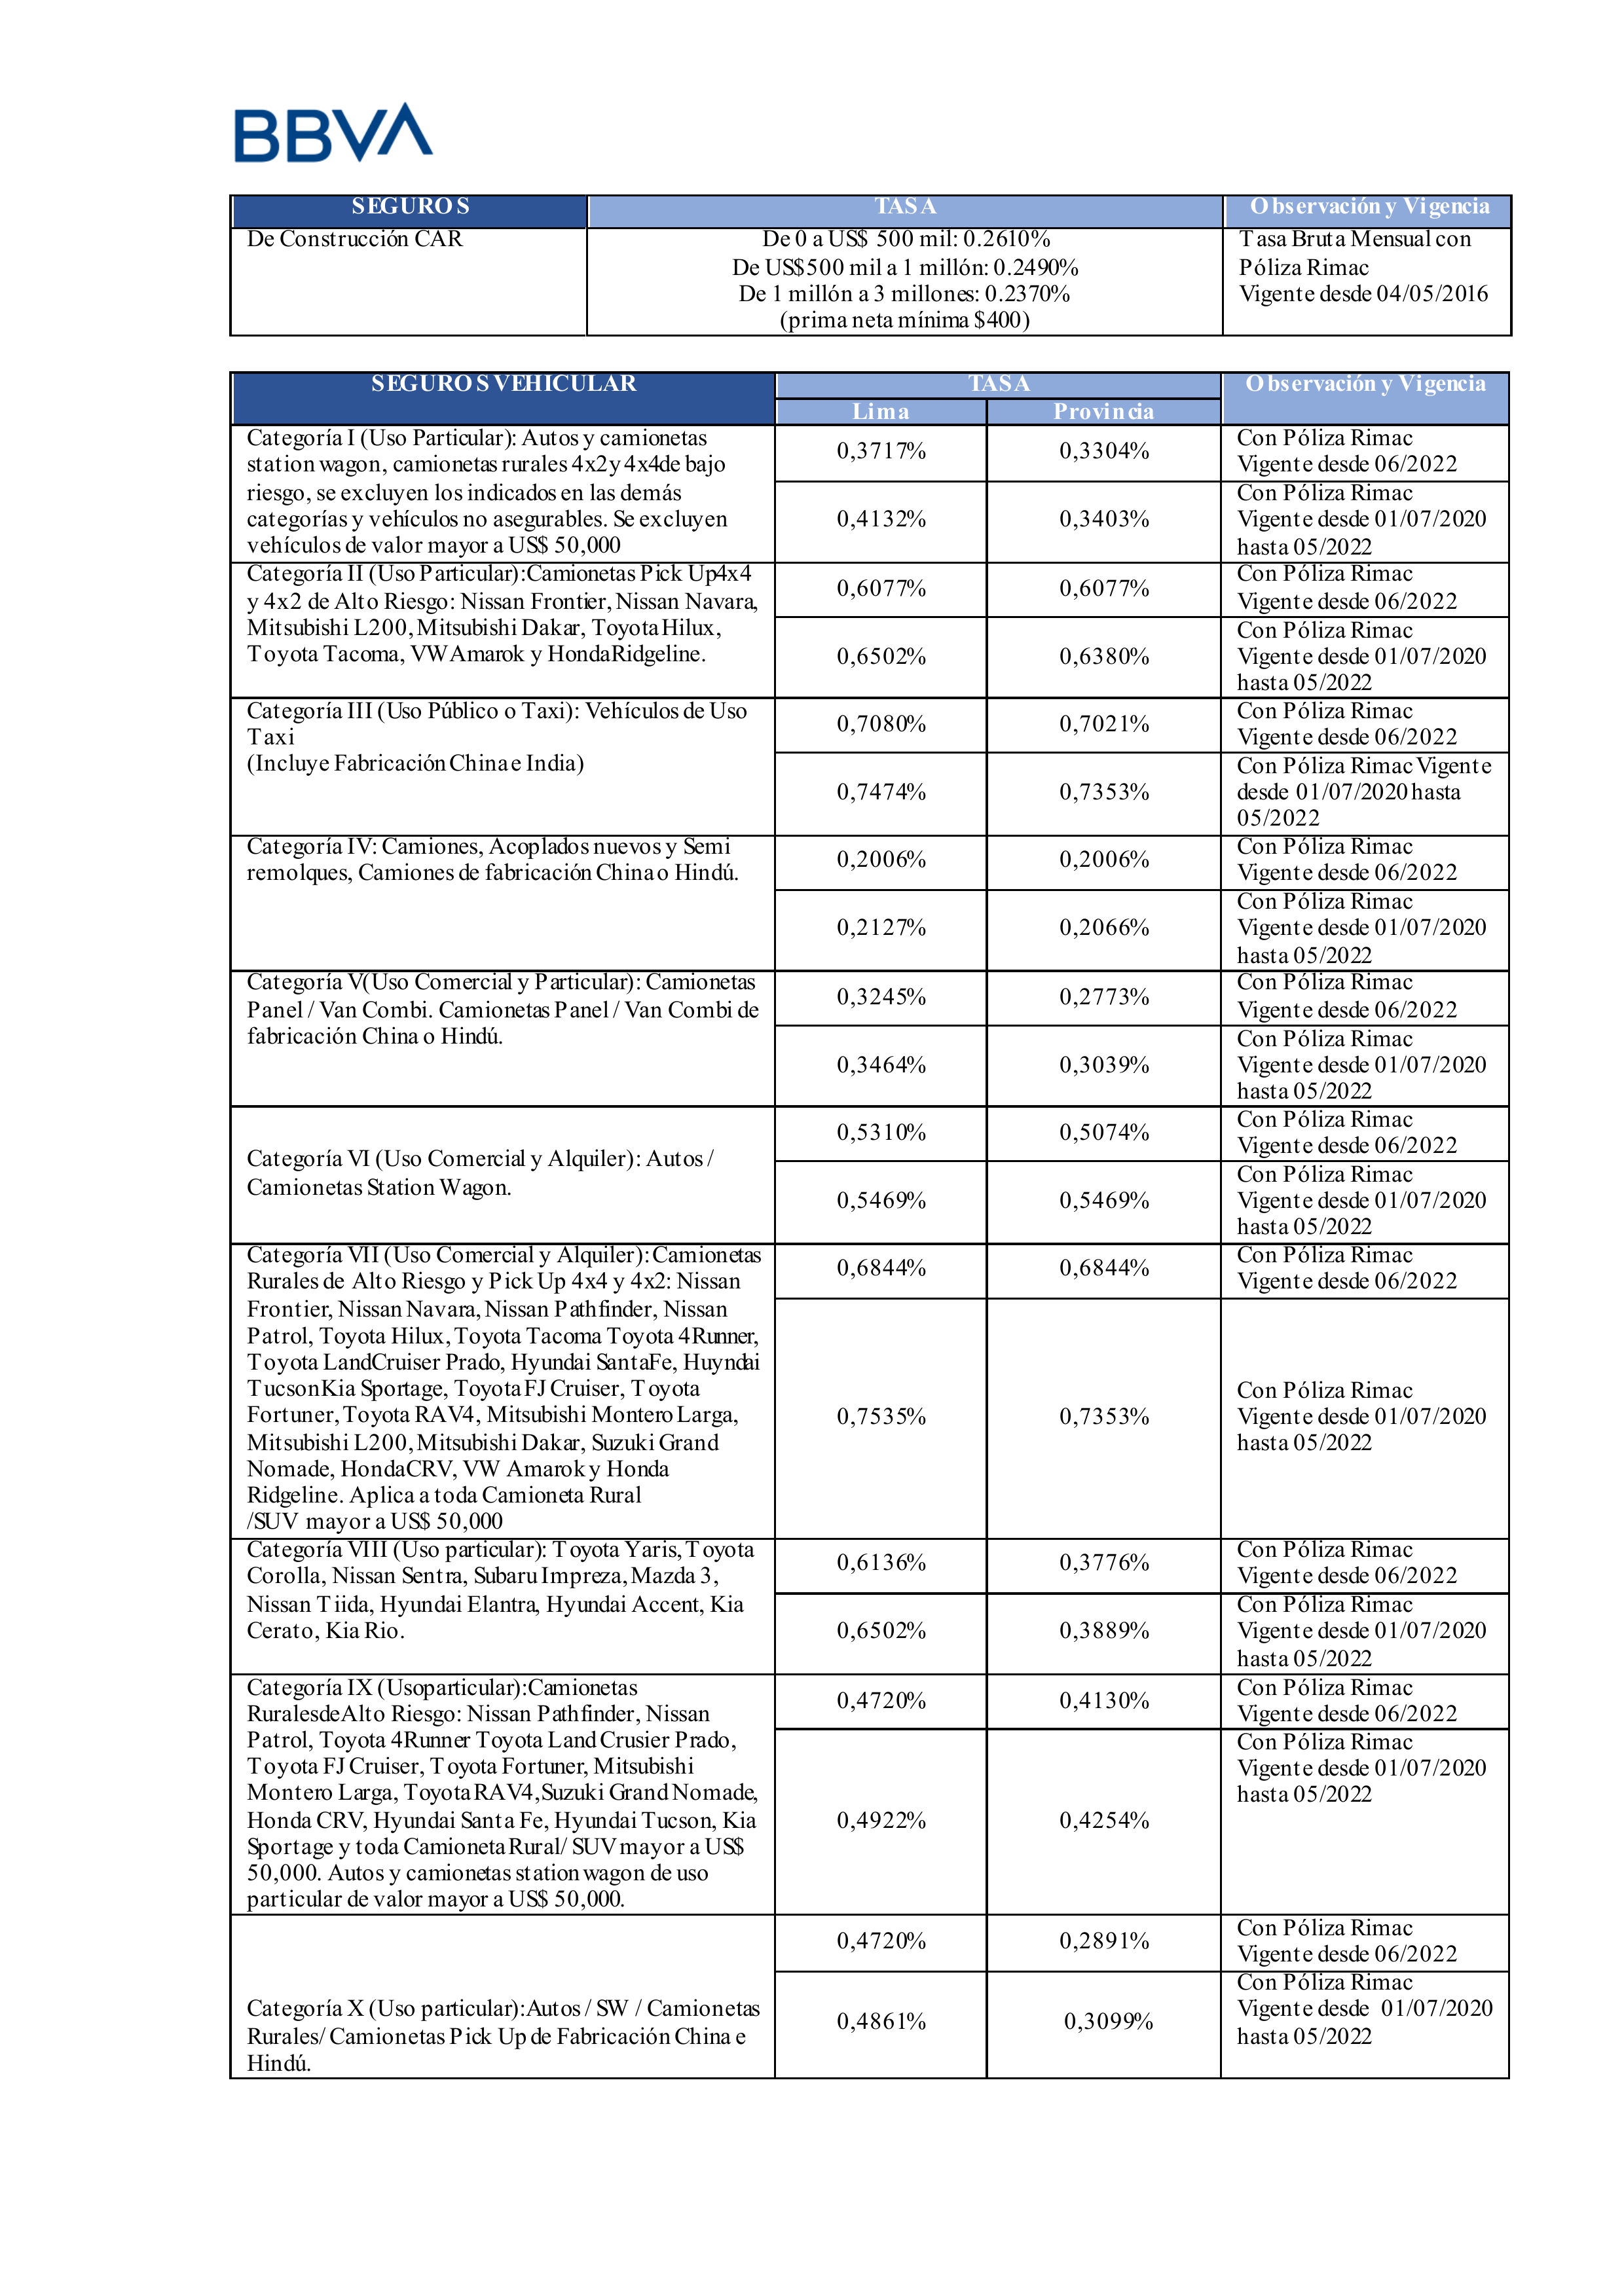 BBVA
SEGUROS TASA Observación y Vigencia
De Construcción CAR
De 0 a US$ 500 mil: 0.2610%
De US$500 mil a 1 millón: 0.2490%
De 1 millón a 3 millones: 0.2370%
(prima neta mínima $400)
Tasa Bruta Mensual con
Póliza Rimac
Vigente desde 04/05/2016
SEGUROS VEHICULAR TASA Observación y Vigencia
Lima Provincia
Categoría I (Uso Particular): Autos y camionetas
station wagon, camionetas rurales 4x2y 4x4de bajo
riesgo, se excluyen los indicados en las demás
categorías y vehículos no asegurables. Se excluyen
vehículos de valor mayor a US$ 50,000
0,3717% 0,3304%
Con Póliza Rimac
Vigente desde 06/2022
0,4132% 0,3403%
Con Póliza Rimac
Vigente desde 01/07/2020
hasta 05/2022
Categoría II (Uso Particular):Camionetas Pick Up4x4
y 4x2 de Alto Riesgo: Nissan Frontier, Nissan Navara,
Mitsubishi L200, Mitsubishi Dakar, Toyota Hilux,
Toyota Tacoma, VW Amarok y HondaRidgeline.
0,6077% 0,6077%
Con Póliza Rimac
Vigente desde 06/2022
0,6502% 0,6380%
Con Póliza Rimac
Vigente desde 01/07/2020
hasta 05/2022
Categoría III (Uso Público o Taxi): Vehículos de Uso
Taxi
(Incluye Fabricación China e India)
0,7080% 0,7021%
Con Póliza Rimac
Vigente desde 06/2022
0,7474% 0,7353%
Con Póliza Rimac Vigente
desde 01/07/2020 hasta
05/2022
Categoría IV: Camiones, Acoplados nuevos y Semi
remolques, Camiones de fabricación China o Hindú.
0,2006% 0,2006%
Con Póliza Rimac
Vigente desde 06/2022
0,2127% 0,2066%
Con Póliza Rimac
Vigente desde 01/07/2020
hasta 05/2022
Categoría V(Uso Comercial y Particular): Camionetas
Panel / Van Combi. Camionetas Panel / Van Combi de
fabricación China o Hindú.
0,3245% 0,2773%
Con Póliza Rimac
Vigente desde 06/2022
0,3464% 0,3039%
Con Póliza Rimac
Vigente desde 01/07/2020
hasta 05/2022
Categoría VI (Uso Comercial y Alquiler): Autos /
Camionetas Station Wagon.
0,5310% 0,5074%
Con Póliza Rimac
Vigente desde 06/2022
0,5469% 0,5469%
Con Póliza Rimac
Vigente desde 01/07/2020
hasta 05/2022
Categoría VII (Uso Comercial y Alquiler): Camionetas
Rurales de Alto Riesgo y Pick Up 4x4 y 4x2: Nissan
Frontier, Nissan Navara, Nissan Pathfinder, Nissan
Patrol, Toyota Hilux, Toyota Tacoma Toyota 4Runner,
Toyota LandCruiser Prado, Hyundai SantaFe, Huyndai
TucsonKia Sportage, Toyota FJ Cruiser, Toyota
Fortuner, Toyota RAV4, Mitsubishi Montero Larga,
Mitsubishi L200, Mitsubishi Dakar, Suzuki Grand
Nomade, HondaCRV, VW Amarok y Honda
Ridgeline. Aplica a toda Camioneta Rural
/SUV mayor a US$ 50,000
0,6844% 0,6844%
Con Póliza Rimac
Vigente desde 06/2022
0,7535% 0,7353%
Con Póliza Rimac
Vigente desde 01/07/2020
hasta 05/2022
Categoría VIII (Uso particular): Toyota Yaris, Toyota
Corolla, Nissan Sentra, Subaru Impreza, Mazda 3,
Nissan Tiida, Hyundai Elantra, Hyundai Accent, Kia
Cerato, Kia Rio.
0,6136% 0,3776%
Con Póliza Rimac
Vigente desde 06/2022
0,6502% 0,3889%
Con Póliza Rimac
Vigente desde 01/07/2020
hasta 05/2022
Categoría IX (Usoparticular):Camionetas
RuralesdeAlto Riesgo: Nissan Pathfinder, Nissan
Patrol, Toyota 4Runner Toyota Land Crusier Prado,
Toyota FJ Cruiser, Toyota Fortuner, Mitsubishi
Montero Larga, Toyota RAV4,Suzuki Grand Nomade,
Honda CRV, Hyundai Santa Fe, Hyundai Tucson, Kia
Sportage y toda Camioneta Rural/ SUV mayor a US$
50,000. Autos y camionetas station wagon de uso
particular de valor mayor a US$ 50,000.
0,4720% 0,4130%
Con Póliza Rimac
Vigente desde 06/2022
0,4922% 0,4254%
Con Póliza Rimac
Vigente desde 01/07/2020
hasta 05/2022
Categoría X (Uso particular):Autos / SW / Camionetas
Rurales/ Camionetas Pick Up de Fabricación China e
Hindú.
0,4720% 0,2891%
Con Póliza Rimac
Vigente desde 06/2022
0,4861% 0,3099%
Con Póliza Rimac
Vigente desde 01/07/2020
hasta 05/2022